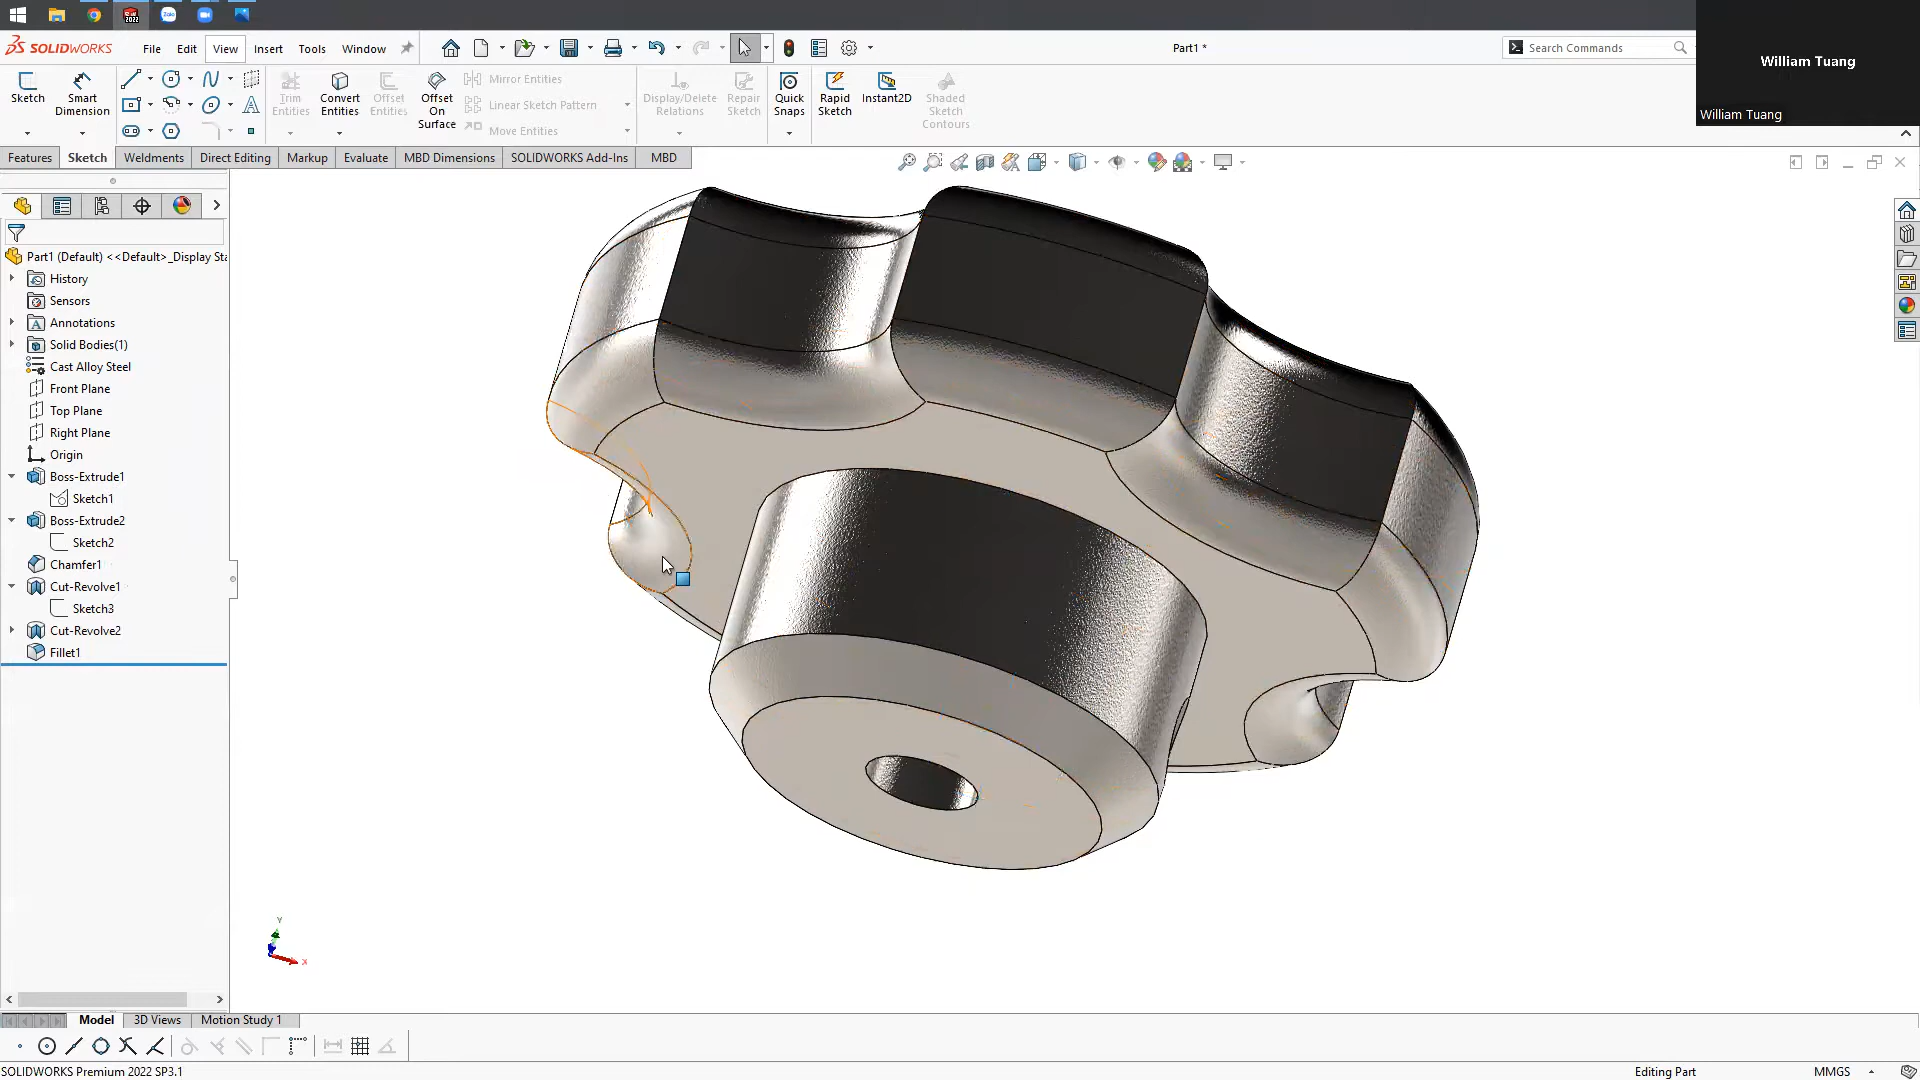 2022
Zalo
SOLIDWORKS
File Edit View Insert Tools Window
Part1 *
Search Commands
William Tuang
William Tuang
Sketch
Smart
Dimension
Trim
Entities
Convert
Entities
Offset
Entities
Offset
On
Surface
Mirror Entities
Linear Sketch Pattern
Move Entities
Display/Delete
Relations
Repair
Sketch
Quick
Snaps
Rapid
Sketch
Instant2D
Shaded
Sketch
Contours
Features Sketch Weldments Direct Editing Markup Evaluate MBD Dimensions SOLIDWORKS Add-Ins MBD
Part1 (Default) <<Default>_Display Sta
History
Sensors
Annotations
Solid Bodies(1)
Cast Alloy Steel
Front Plane
Top Plane
Right Plane
Origin
Boss-Extrude1
Sketch1
Boss-Extrude2
Sketch2
Chamfer1
Cut-Revolve1
Sketch3
Cut-Revolve2
Fillet1
Y
X
Model 3D Views Motion Study 1
SOLIDWORKS Premium 2022 SP3.1
Editing Part
MMGS